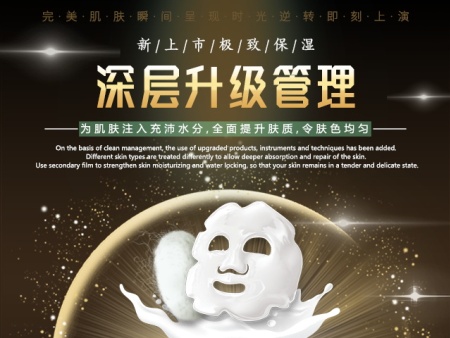 完·美·肌·肤·瞬·间·呈·现·时·光·逆·转·即·刻·上·演
新/上/市/极/致/保/湿
深层升级管理
为肌肤注入充沛水分,全面提升肤质,令肤色均匀
On the basis of clean management, the use of upgraded products, instruments and techniques has been added.
Different skin types are treated differently to allow deeper absorption and repair of the skin.
Use secondary film to strengthen skin moisturizing and water locking, so that your skin remains in a tender and delicate state.